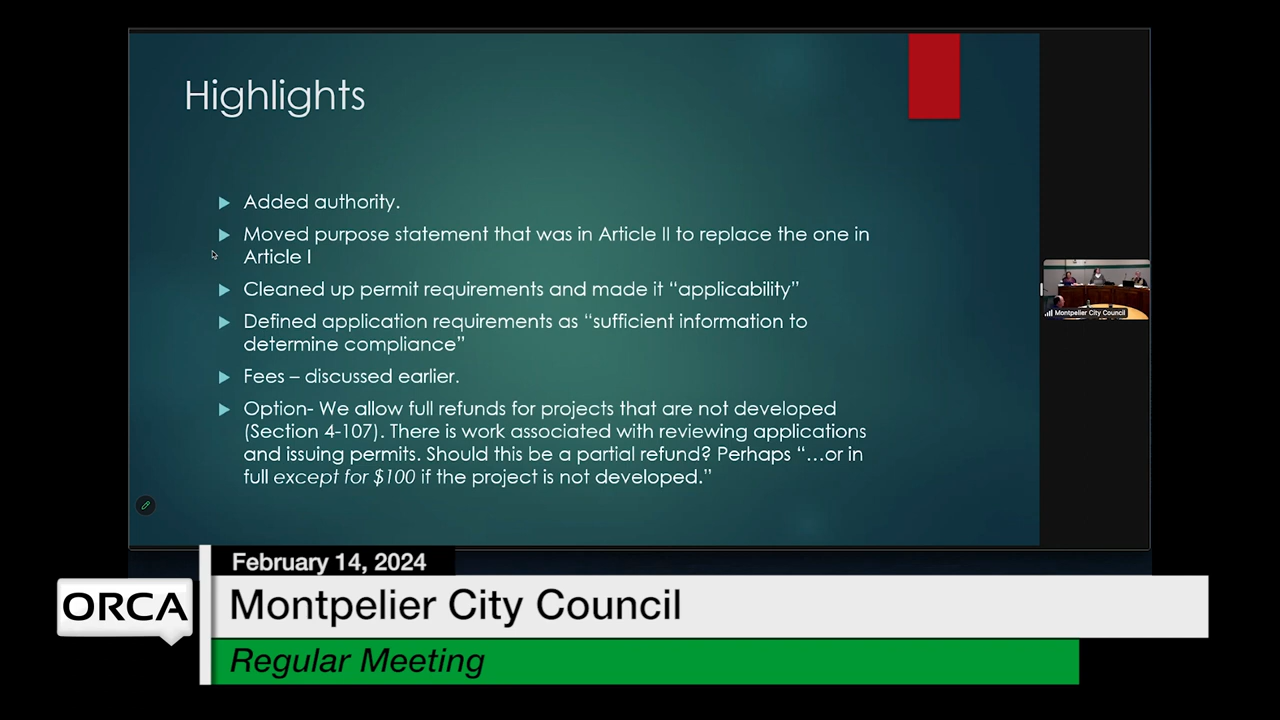 Highlights
Added authority.
Moved purpose statement that was in Article II to replace the one in
Article I
Cleaned up permit requirements and made it “applicability”
Defined application requirements as “sufficient information to
determine compliance”
Fees – discussed earlier.
Option- We allow full refunds for projects that are not developed
(Section 4-107). There is work associated with reviewing applications
and issuing permits. Should this be a partial refund? Perhaps “…or in
full except for $100 if the project is not developed.”
Montpelier City Council
February 14, 2024
ORCA
Montpelier City Council
Regular Meeting